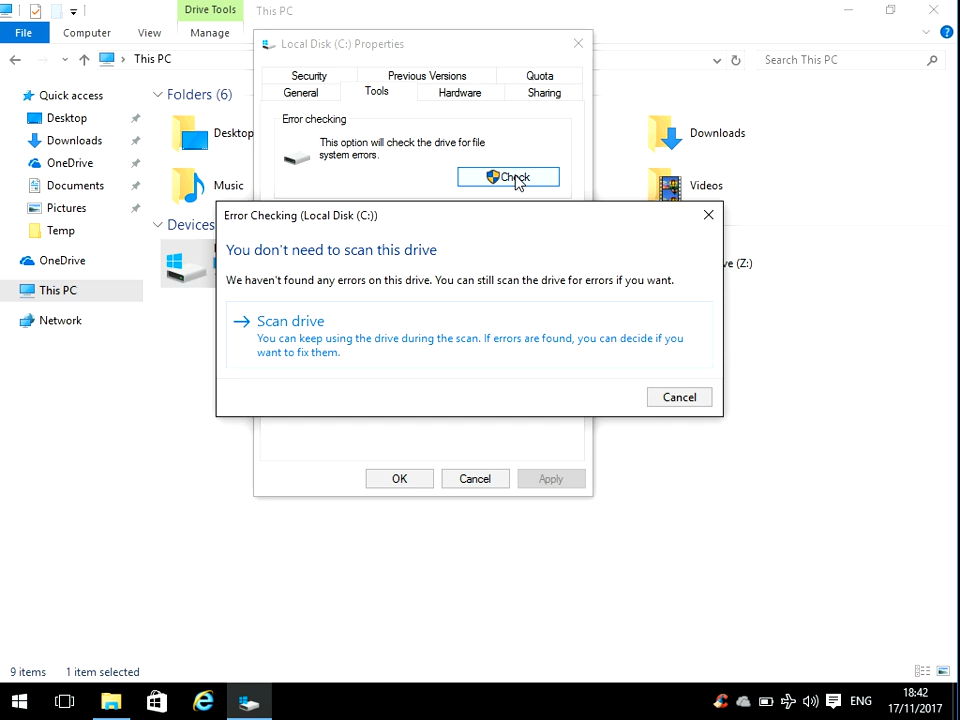 Drive Tools
This PC
File
Computer
View
Manage
This PC
Search This PC
Quick access
Desktop
Downloads
OneDrive
Documents
Pictures
Temp
OneDrive
This PC
Network
Folders (6)
Desktop
Downloads
Music
Videos
Devices
ve (Z:)
Local Disk (C:) Properties
Security
Previous Versions
Quota
General
Tools
Hardware
Sharing
Error checking
This option will check the drive for file
system errors.
Check
Error Checking (Local Disk (C:))
You don't need to scan this drive
We haven't found any errors on this drive. You can still scan the drive for errors if you want.
Scan drive
You can keep using the drive during the scan. If errors are found, you can decide if you
want to fix them.
Cancel
OK
Cancel
Apply
9 items
1 item selected
ENG
18:42
17/11/2017